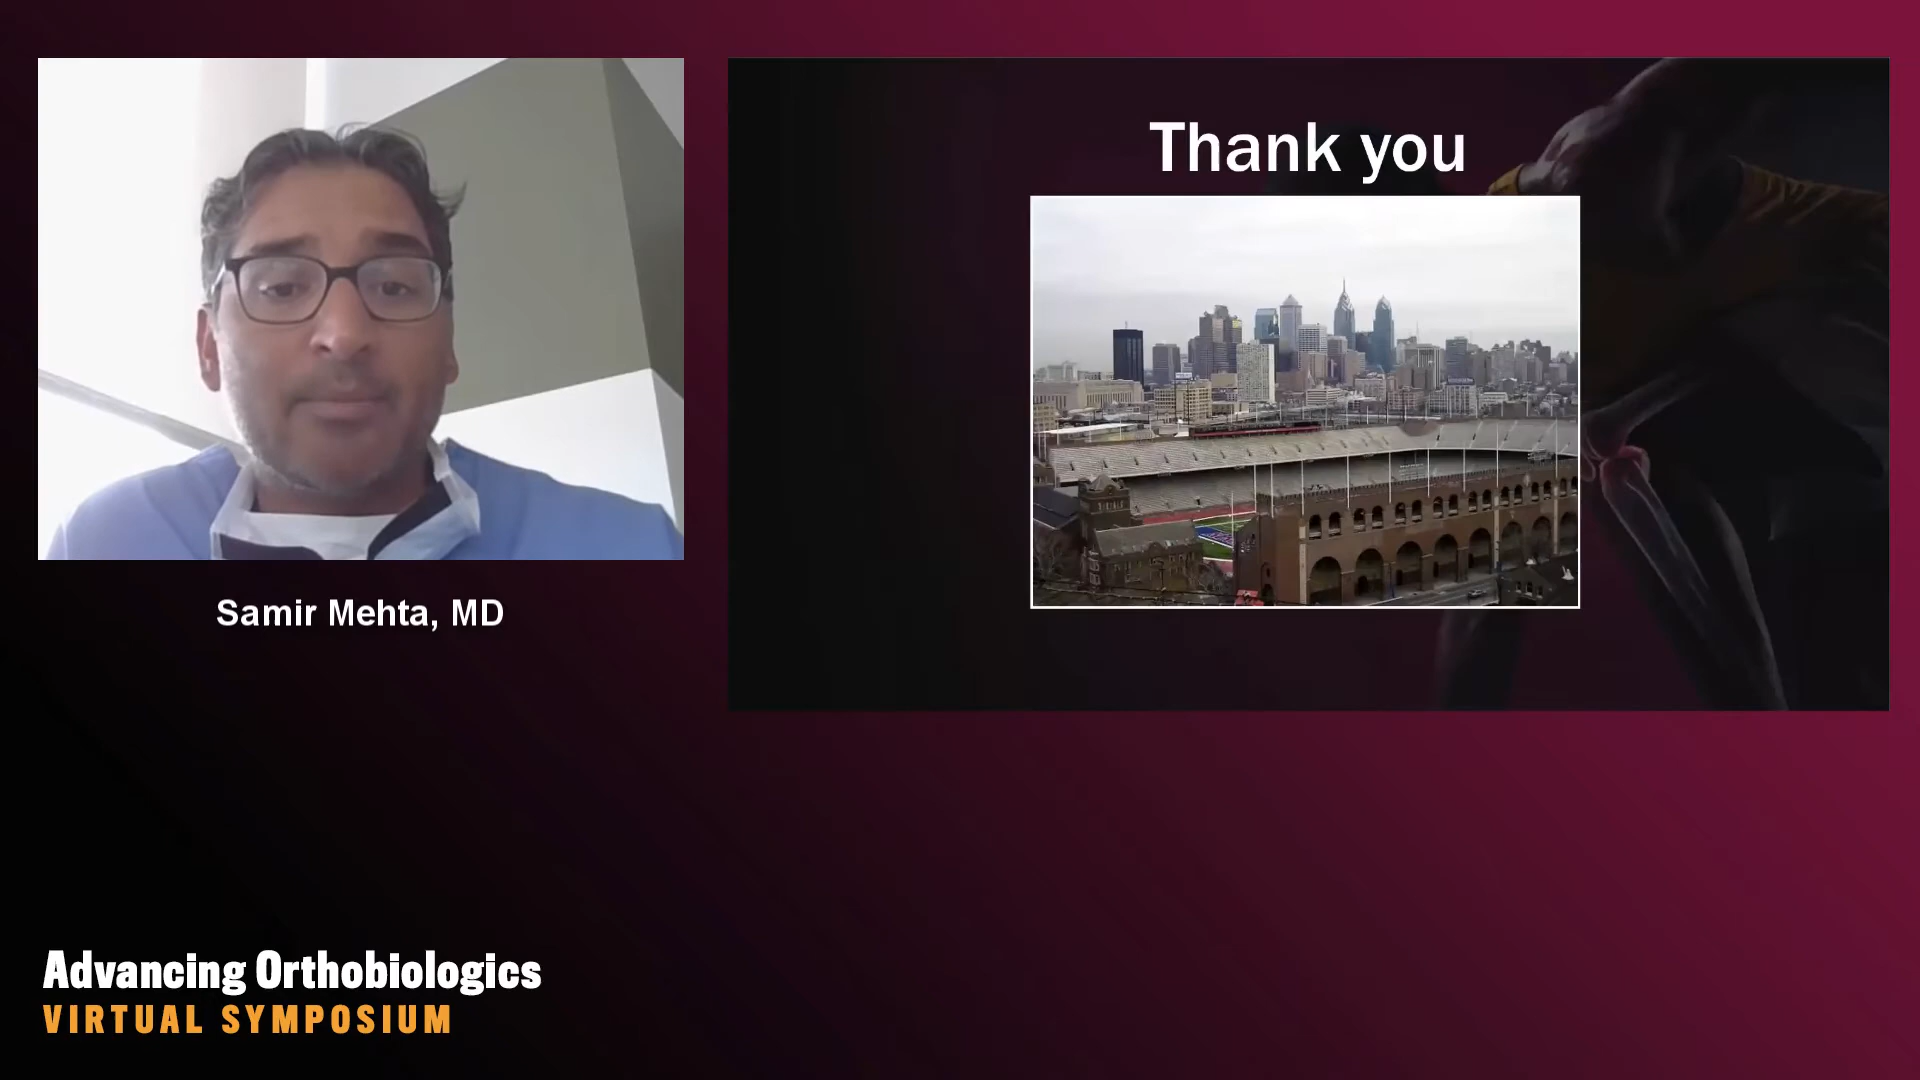 Thank you
Samir Mehta, MD
Advancing Orthobiologics
VIRTUAL SYMPOSIUM